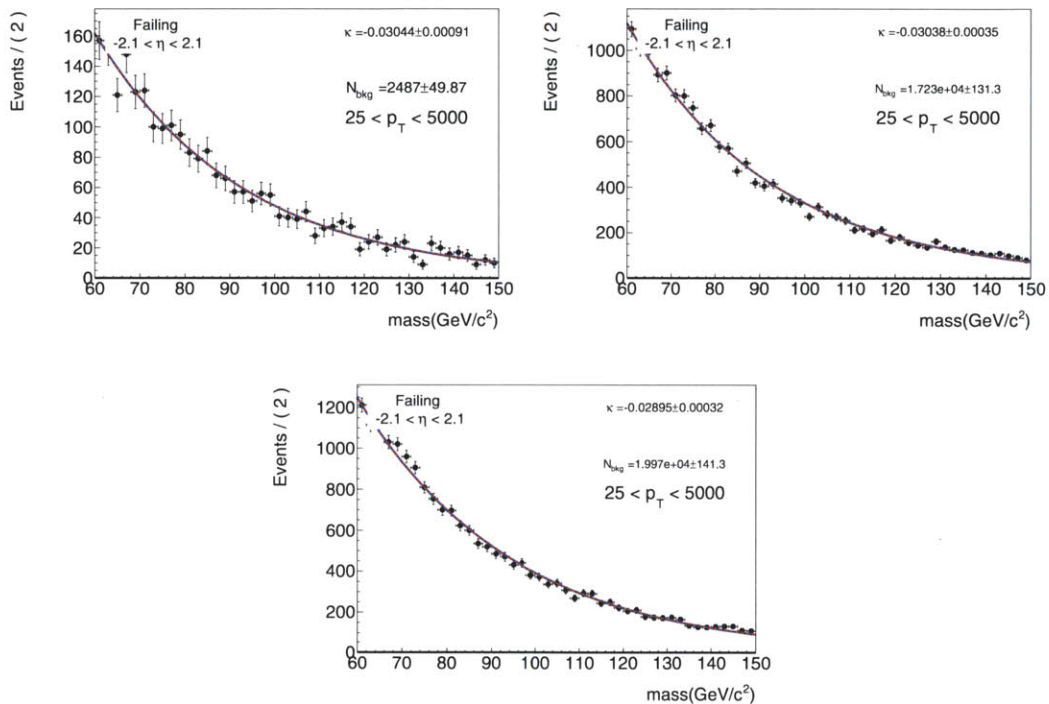 Failing
-2.1 < η < 2.1
κ =-0.03044±0.00091
N_bkg =2487±49.87
25 < p_T < 5000
Events / ( 2 )
160
140
120
100
80
60
40
20
0
60 70 80 90 100 110 120 130 140 150
mass(GeV/c²)
Failing
-2.1 < η < 2.1
κ =-0.03038±0.00035
N_bkg =1.723e+04±131.3
25 < p_T < 5000
Events / ( 2 )
1000
800
600
400
200
0
60 70 80 90 100 110 120 130 140 150
mass(GeV/c²)
Failing
-2.1 < η < 2.1
κ =-0.02895±0.00032
N_bkg =1.997e+04±141.3
25 < p_T < 5000
Events / ( 2 )
1200
1000
800
600
400
200
0
60 70 80 90 100 110 120 130 140 150
mass(GeV/c²)